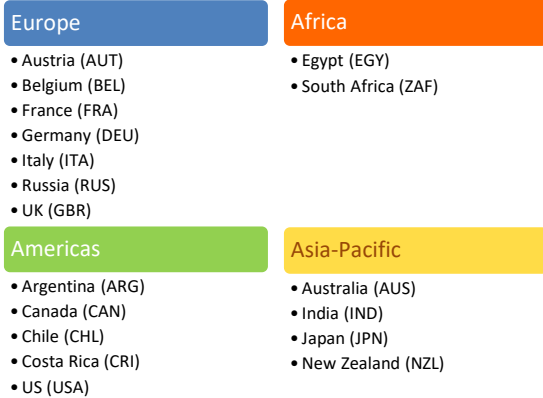 Europe
• Austria (AUT)
• Belgium (BEL)
• France (FRA)
• Germany (DEU)
• Italy (ITA)
• Russia (RUS)
• UK (GBR)
Africa
• Egypt (EGY)
• South Africa (ZAF)
Americas
• Argentina (ARG)
• Canada (CAN)
• Chile (CHL)
• Costa Rica (CRI)
• US (USA)
Asia-Pacific
• Australia (AUS)
• India (IND)
• Japan (JPN)
• New Zealand (NZL)